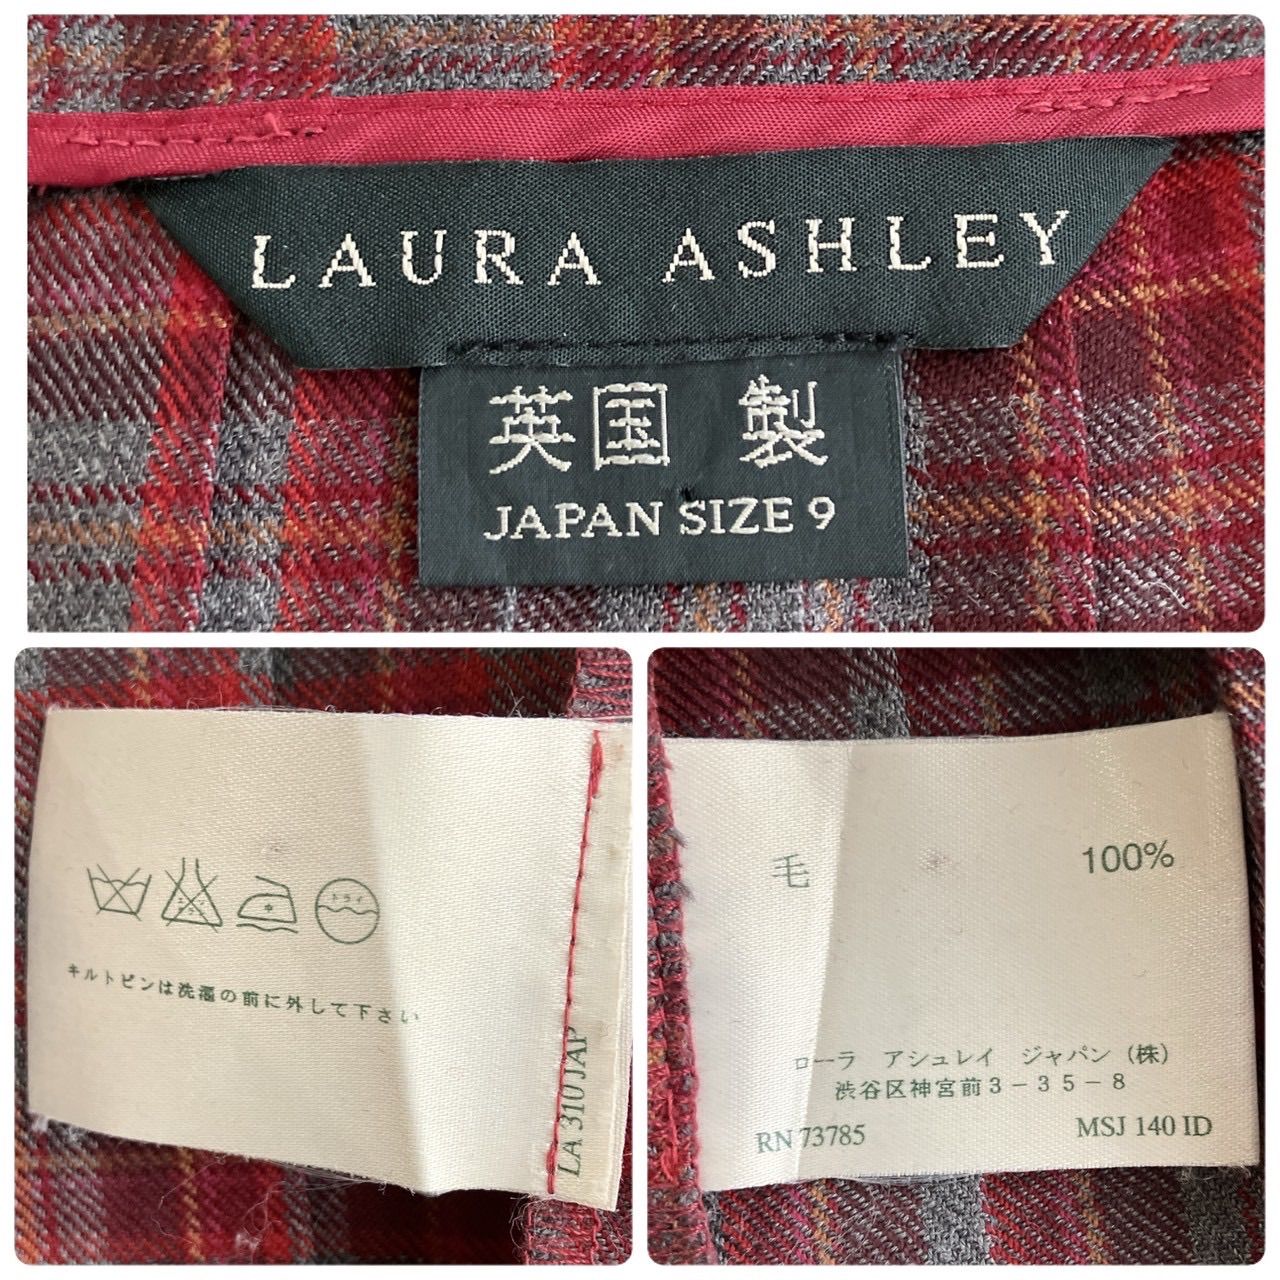 LAURA ASHLEY
英国 製
JAPAN SIZE 9
ドライ
キルトピンは洗濯の前に外して下さい
LA 310 JAP
毛 100%
ローラ アシュレイ ジャパン (株)
渋谷区神宮前3-35-8
RN 73785 MSJ 140 ID